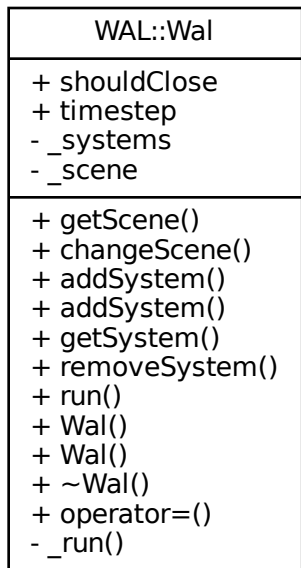 WAL::Wal
+ shouldClose
+ timestep
- _systems
- _scene
+ getScene()
+ changeScene()
+ addSystem()
+ addSystem()
+ getSystem()
+ removeSystem()
+ run()
+ Wal()
+ Wal()
+ ~Wal()
+ operator=()
- _run()